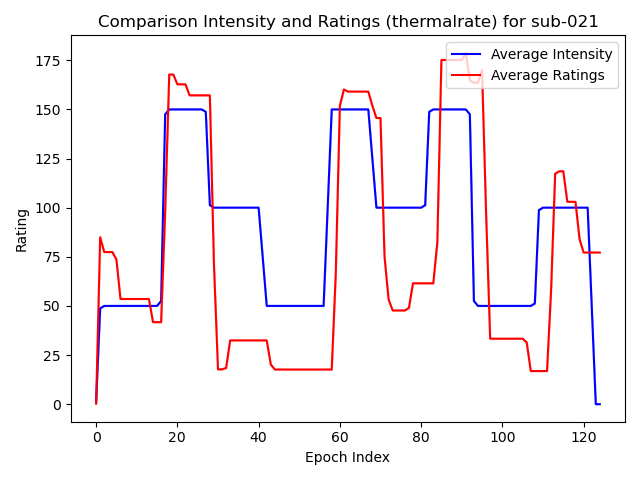 Comparison Intensity and Ratings (thermalrate) for sub-021
Average Intensity
Average Ratings
Rating
175
150
125
100
75
50
25
0
0 20 40 60 80 100 120
Epoch Index